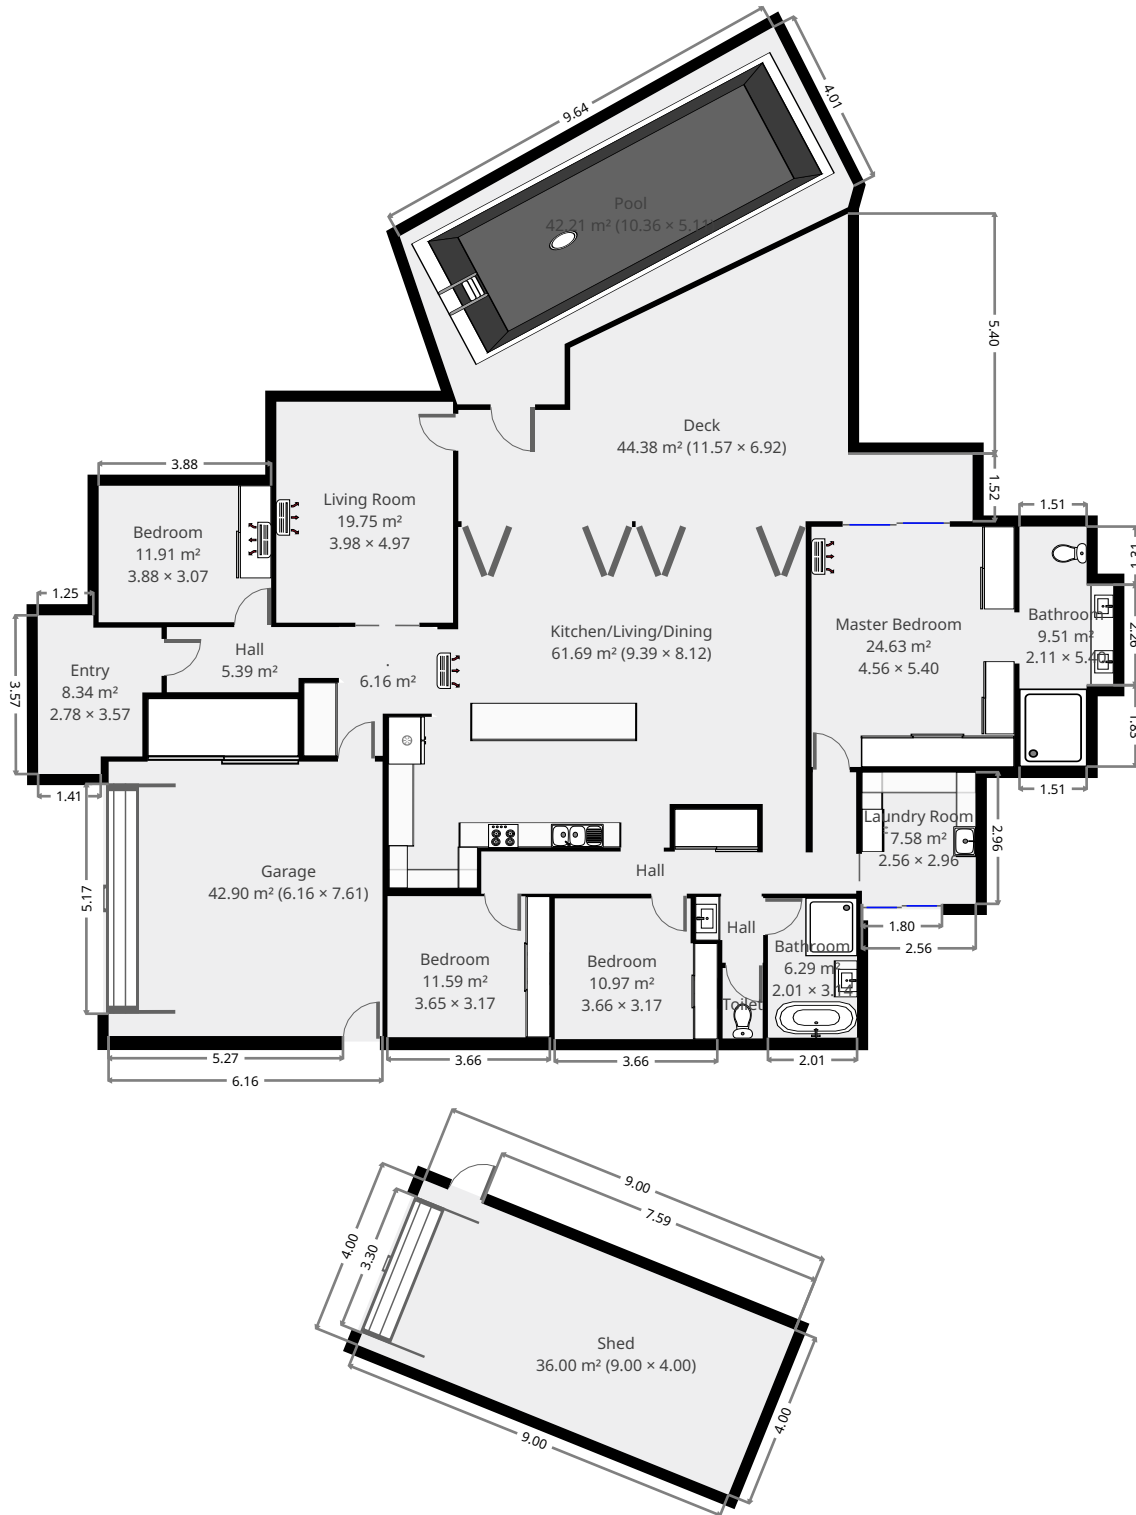 9.64
4.01
Pool
42.21 m² (10.36 × 5.11)
5.40
Deck
44.38 m² (11.57 × 6.92)
3.88
1.52
1.51
Living Room
19.75 m²
3.98 × 4.97
Bedroom
11.91 m²
3.88 × 3.07
1.25
Bathroom
9.51 m²
2.11 × 5.40
Master Bedroom
24.63 m²
4.56 × 5.40
Kitchen/Living/Dining
61.69 m² (9.39 × 8.12)
2.28
Hall
5.39 m²
6.16 m²
Entry
8.34 m²
2.78 × 3.57
3.57
1.83
1.41
1.51
Laundry Room
7.58 m²
2.56 × 2.96
2.96
5.17
Garage
42.90 m² (6.16 × 7.61)
Hall
Hall
1.80
2.56
Bedroom
11.59 m²
3.65 × 3.17
Bedroom
10.97 m²
3.66 × 3.17
Bathroom
6.29 m²
2.01 × 3.14
Toilet
5.27
3.66
3.66
2.01
6.16
9.00
7.59
4.00
3.30
Shed
36.00 m² (9.00 × 4.00)
4.00
9.00